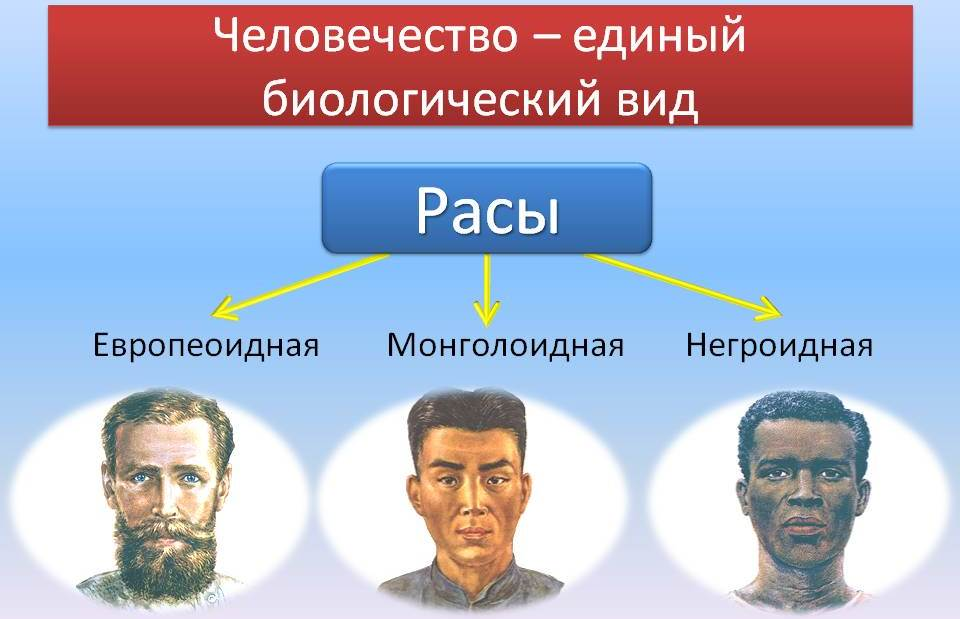 Человечество – единый
биологический вид
Расы
Европеоидная
Монголоидная
Негроидная